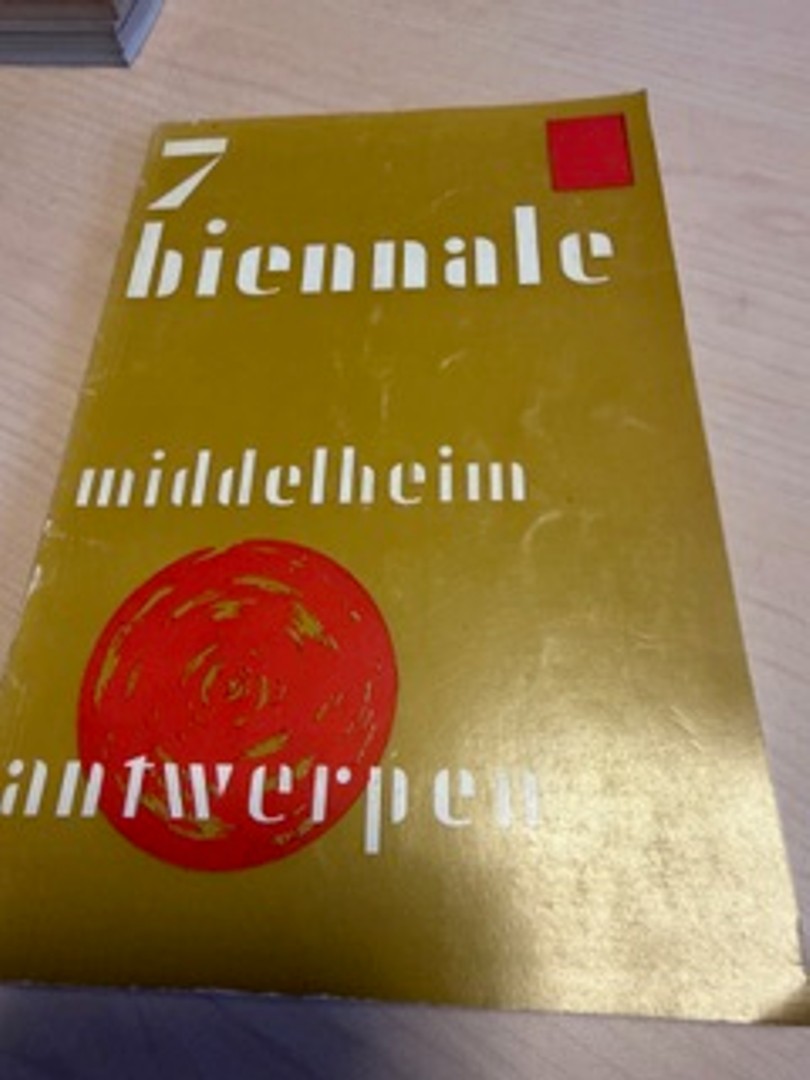 7
biennale
middelheim
antwerpen